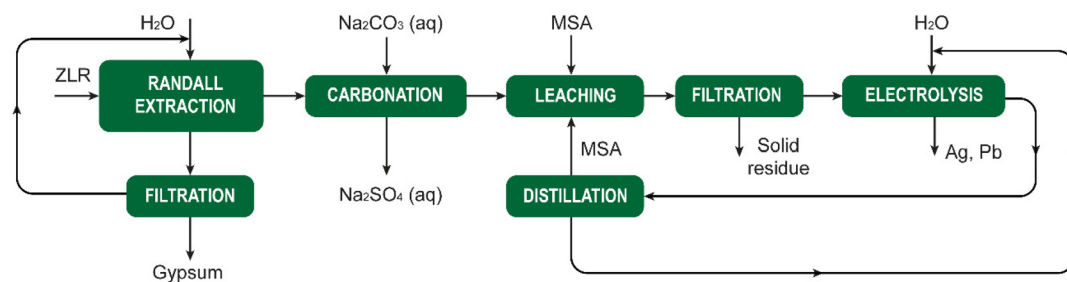 H₂O
Na₂CO₃ (aq)
MSA
H₂O
ZLR
RANDALL
EXTRACTION
CARBONATION
LEACHING
FILTRATION
ELECTROLYSIS
MSA
Solid
residue
Ag, Pb
FILTRATION
Na₂SO₄ (aq)
DISTILLATION
Gypsum